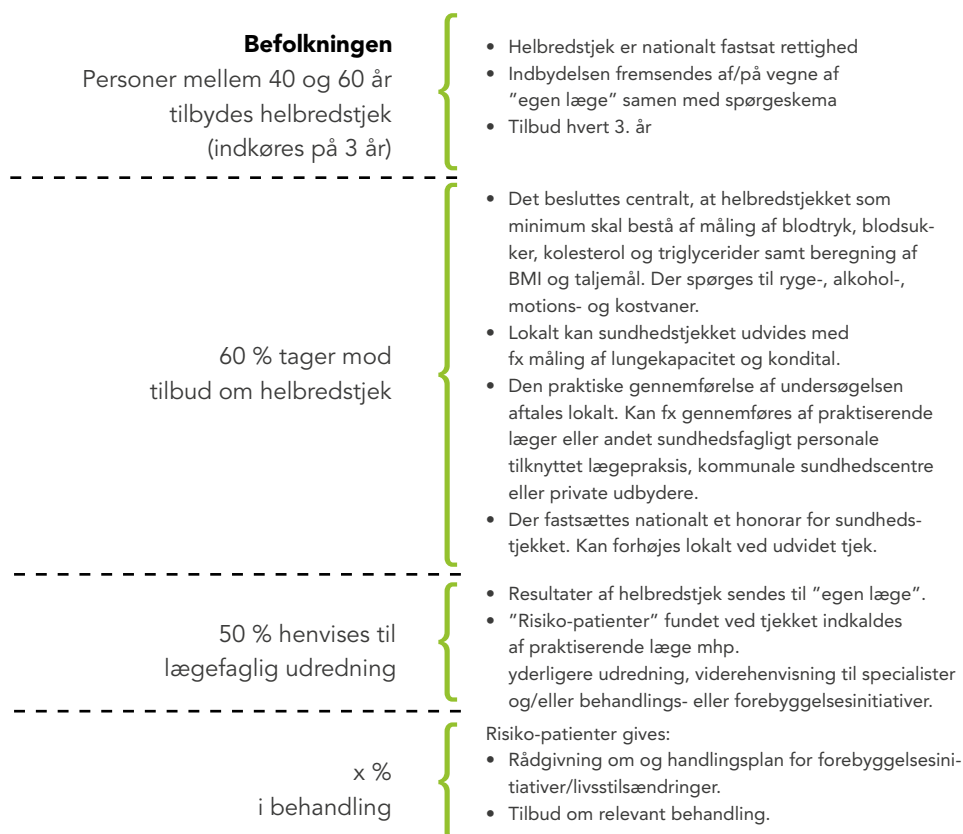 Befolkningen
Personer mellem 40 og 60 år
tilbydes helbredstjek
(indkøres på 3 år)
• Helbredstjek er nationalt fastsat rettighed
• Indbydelsen fremsendes af/på vegne af
”egen læge” samen med spørgeskema
• Tilbud hvert 3. år
60 % tager mod
tilbud om helbredstjek
• Det besluttes centralt, at helbredstjekket som
minimum skal bestå af måling af blodtryk, blodsuk-
ker, kolesterol og triglycerider samt beregning af
BMI og taljemål. Der spørges til ryge-, alkohol-,
motions- og kostvaner.
• Lokalt kan sundhedstjekket udvides med
fx måling af lungekapacitet og kondital.
• Den praktiske gennemførelse af undersøgelsen
aftales lokalt. Kan fx gennemføres af praktiserende
læger eller andet sundhedsfagligt personale
tilknyttet lægepraksis, kommunale sundhedscentre
eller private udbydere.
• Der fastsættes nationalt et honorar for sundheds-
tjekket. Kan forhøjes lokalt ved udvidet tjek.
50 % henvises til
lægefaglig udredning
• Resultater af helbredstjek sendes til ”egen læge”.
• ”Risiko-patienter” fundet ved tjekket indkaldes
af praktiserende læge mhp.
yderligere udredning, viderehenvisning til specialister
og/eller behandlings- eller forebyggelsesinitiativer.
x %
i behandling
Risiko-patienter gives:
• Rådgivning om og handlingsplan for forebyggelsesini-
tiativer/livsstilsændringer.
• Tilbud om relevant behandling.